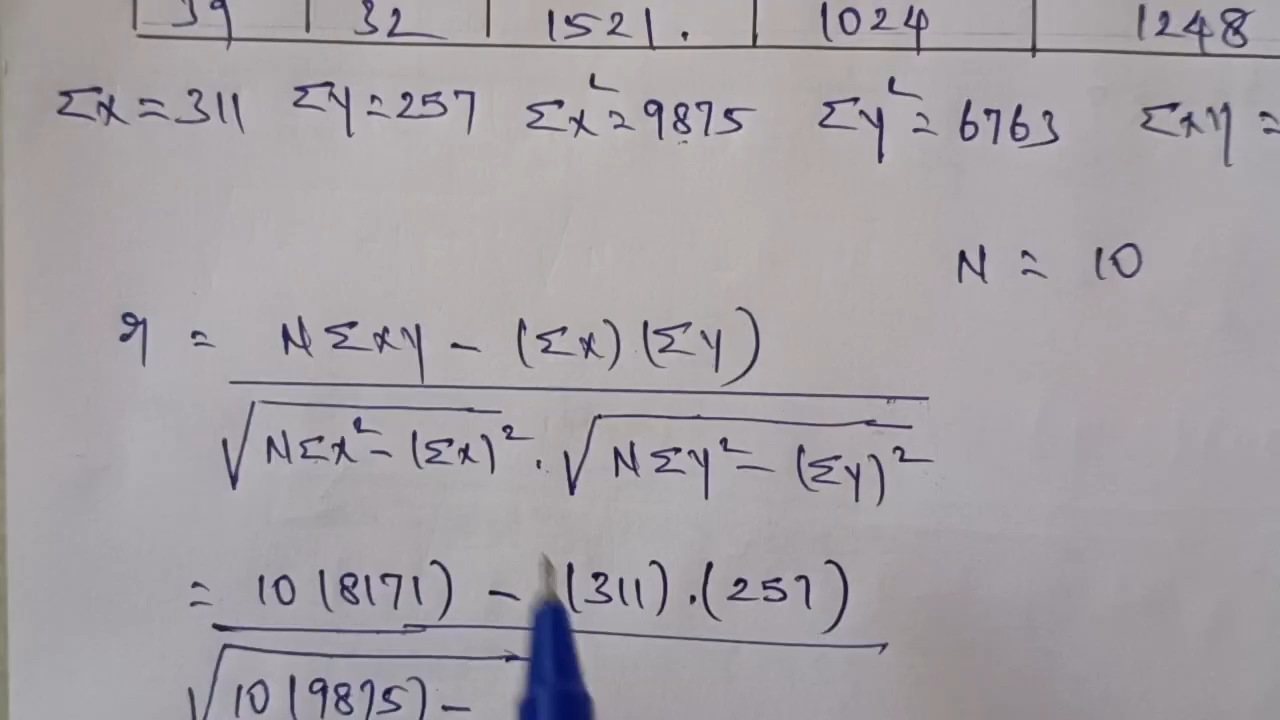 39 32 1521. 1024 1248
Σx = 311 Σy = 257 Σx² = 9875 Σy² = 6763 Σxy =
N = 10
r = NΣxy - (Σx) (Σy)
√NΣx² - (Σx)² . √NΣy² - (Σy)²
= 10 (8171) - (311) . (257)
√10 (9875) -